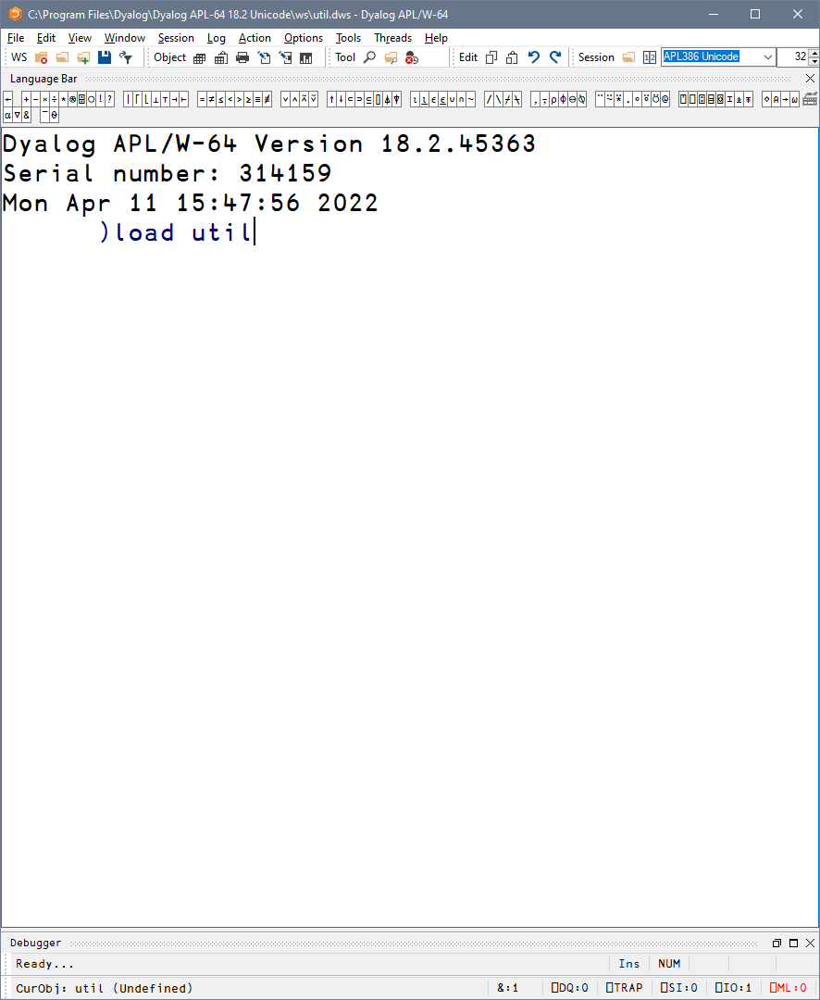 C:\Program Files\Dyalog\Dyalog APL-64 18.2 Unicode\ws\util.dws - Dyalog APL/W-64
File Edit View Window Session Log Action Options Tools Threads Help
WS Object Tool Edit Session APL386 Unicode 32
Language Bar
← + - × ÷ * ⍟ ⌹ ○ ! ? | ⌈ ⌊ ⊥ ⊤ ⊣ ⊢ = ≠ ≤ < > ≥ ≡ ≢ ∨ ∧ ⍲ ⍱ ↑ ↓ ⊂ ⊃ ⊆ ⌷ ⍋ ⍒ ⍳ ⍸ ∊ ⍷ ∪ ∩ ~ / \ ⌿ ⍀ , ⍪ ⍴ ⌽ ⊖ ⍉ ¨ ⍨ ⍣ . ∘ ⍤ ⍥ @ ⍞ ⎕ ⍠ ⌸ ⌺ ⌶ ⍎ ⍕ ⋄ ⍝ → ⍵
⍺ ∇ & ¯ ⍬
Dyalog APL/W-64 Version 18.2.45363
Serial number: 314159
Mon Apr 11 15:47:56 2022
)load util
Debugger
Ready... Ins NUM
CurObj: util (Undefined) &:1 ⎕DQ:0 ⎕TRAP ⎕SI:0 ⎕IO:1 ⎕ML:0